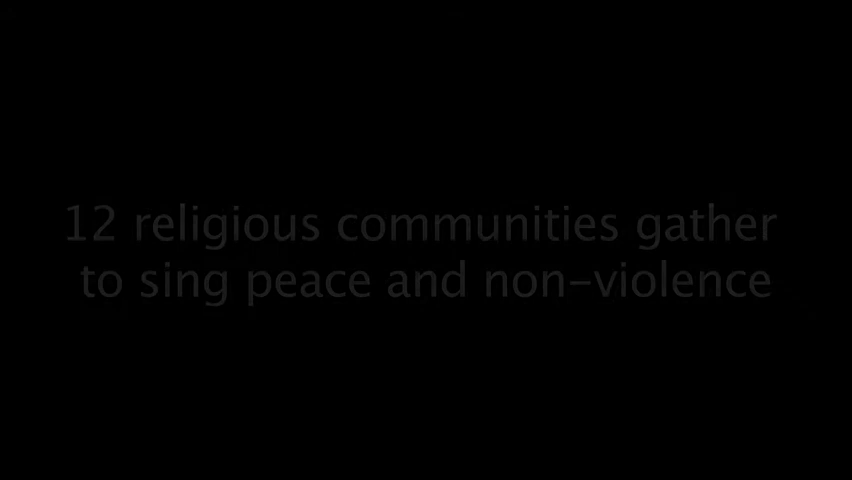 12 religious communities gather
to sing peace and non-violence